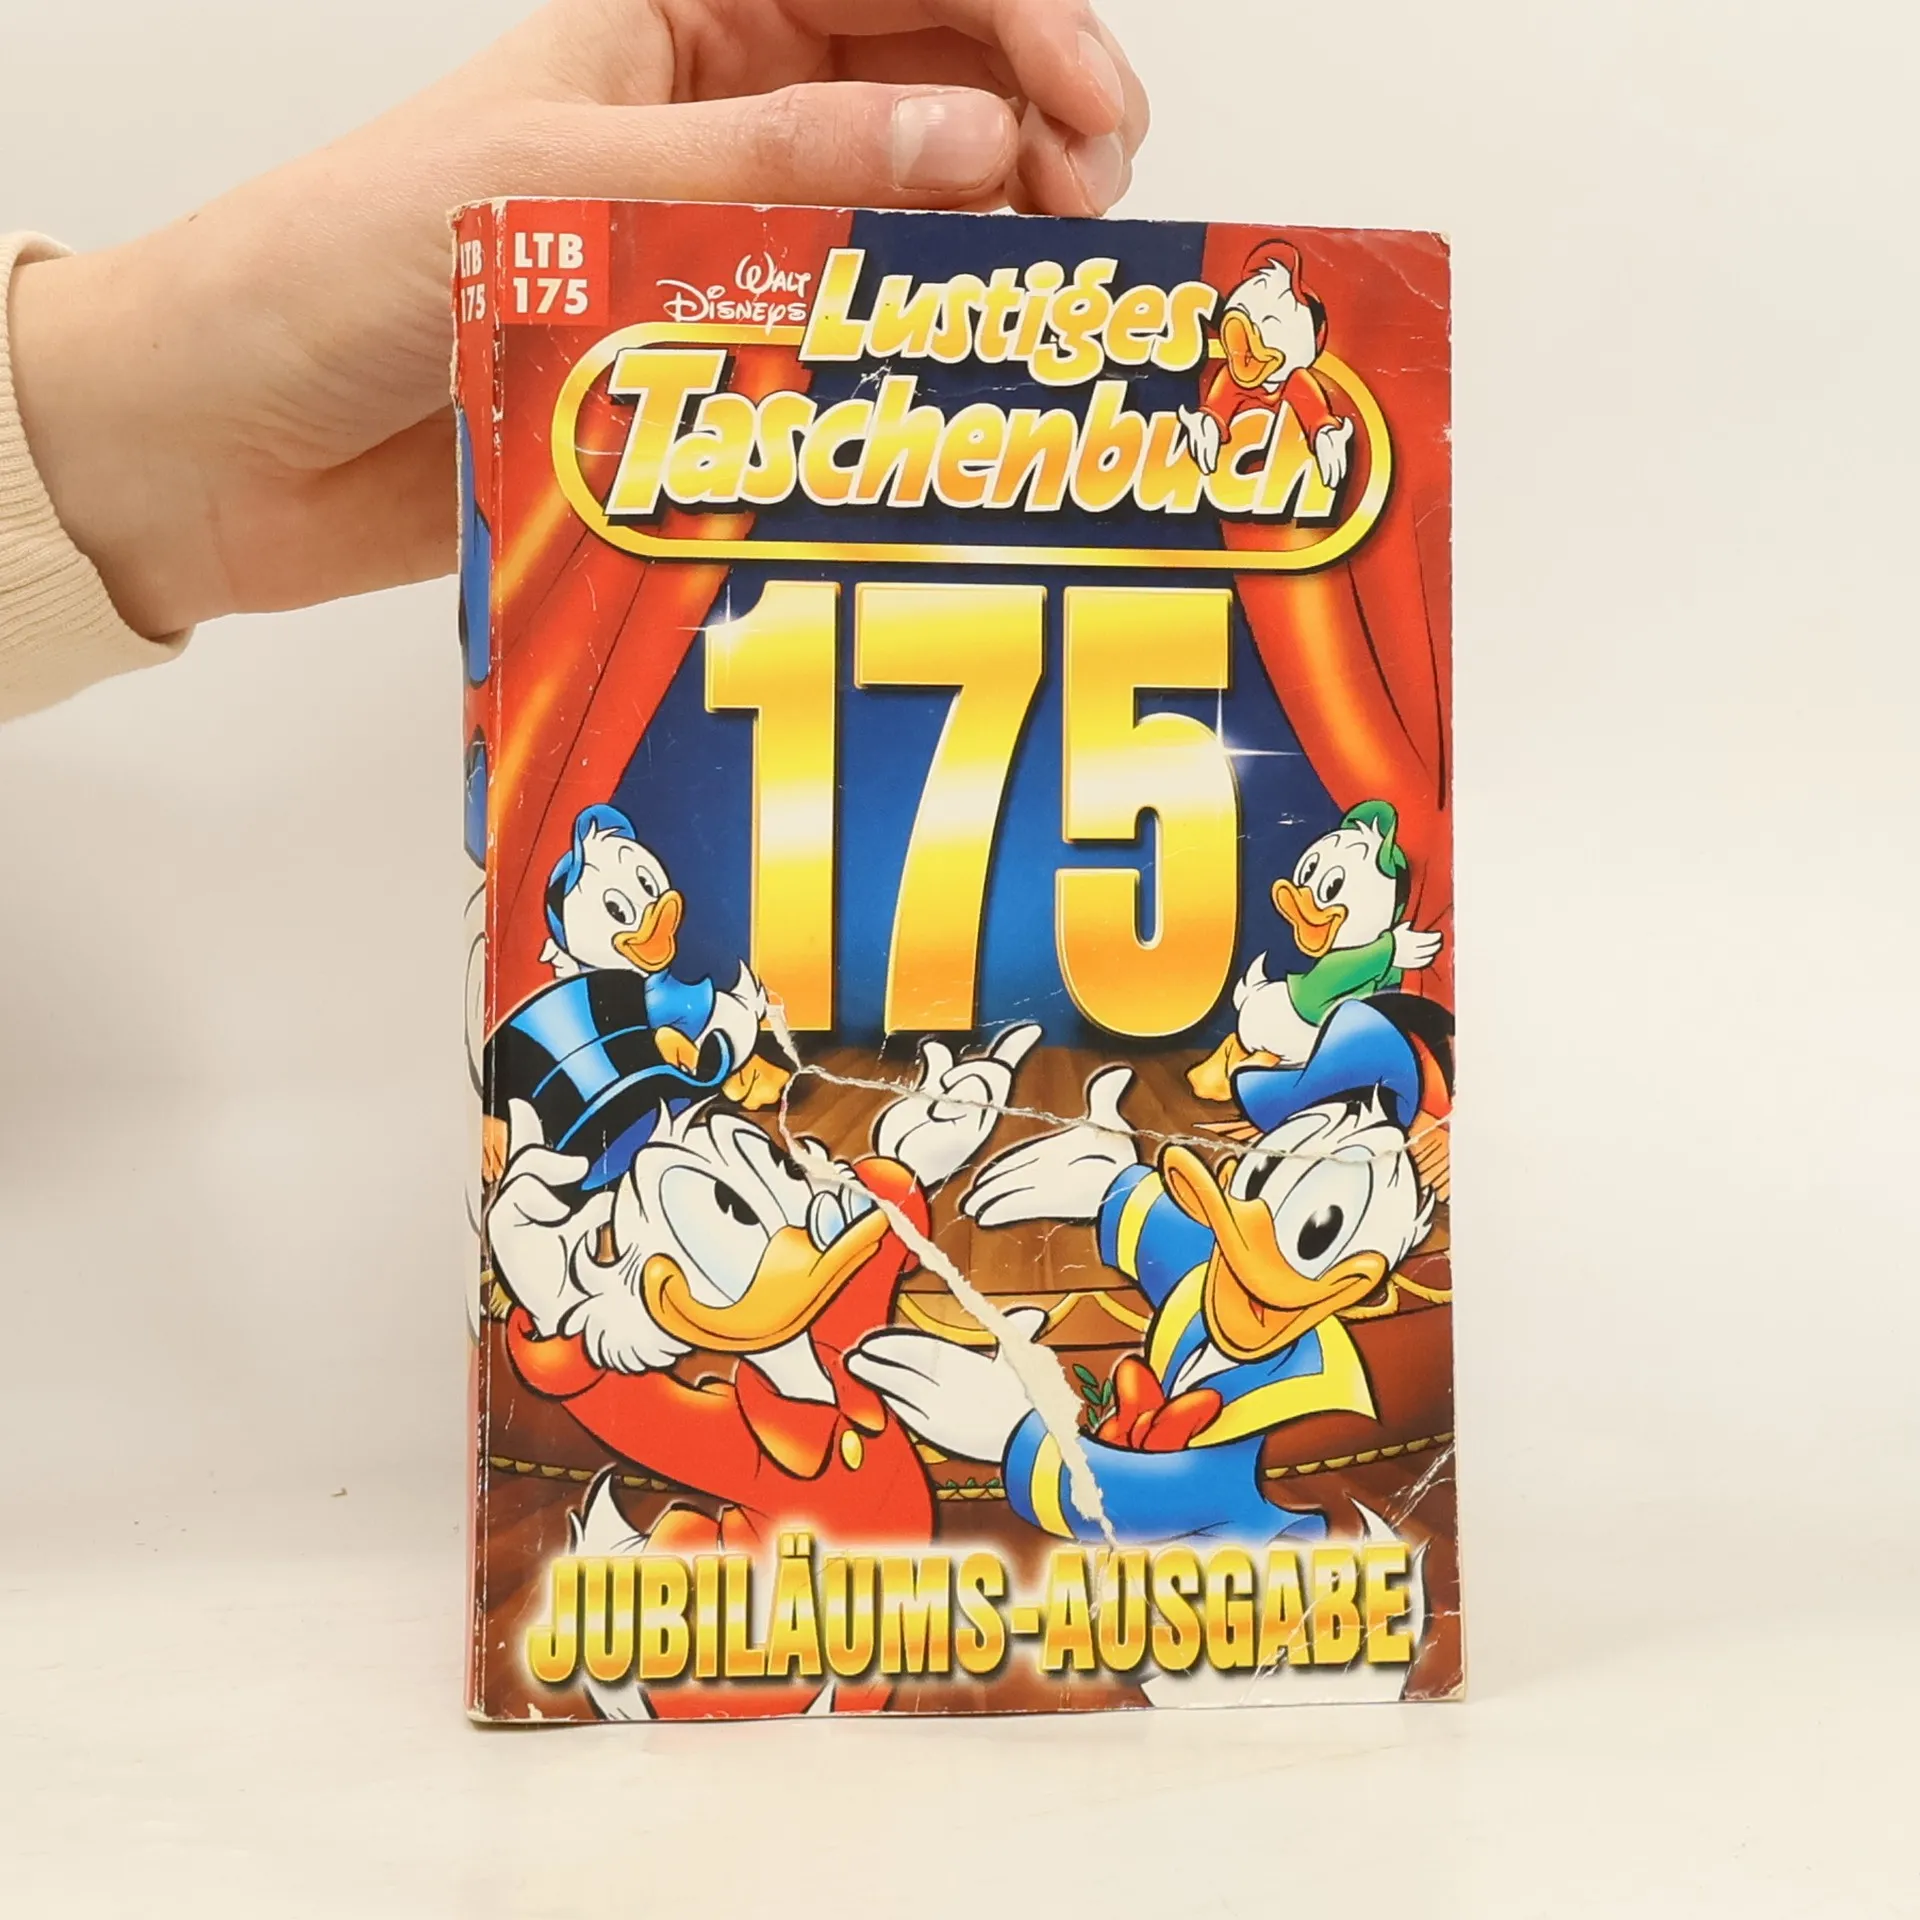 LTB
175
LTB
175
WALT
DISNEYS
Lustiges
Taschenbuch
175
JUBILÄUMS-AUSGABE